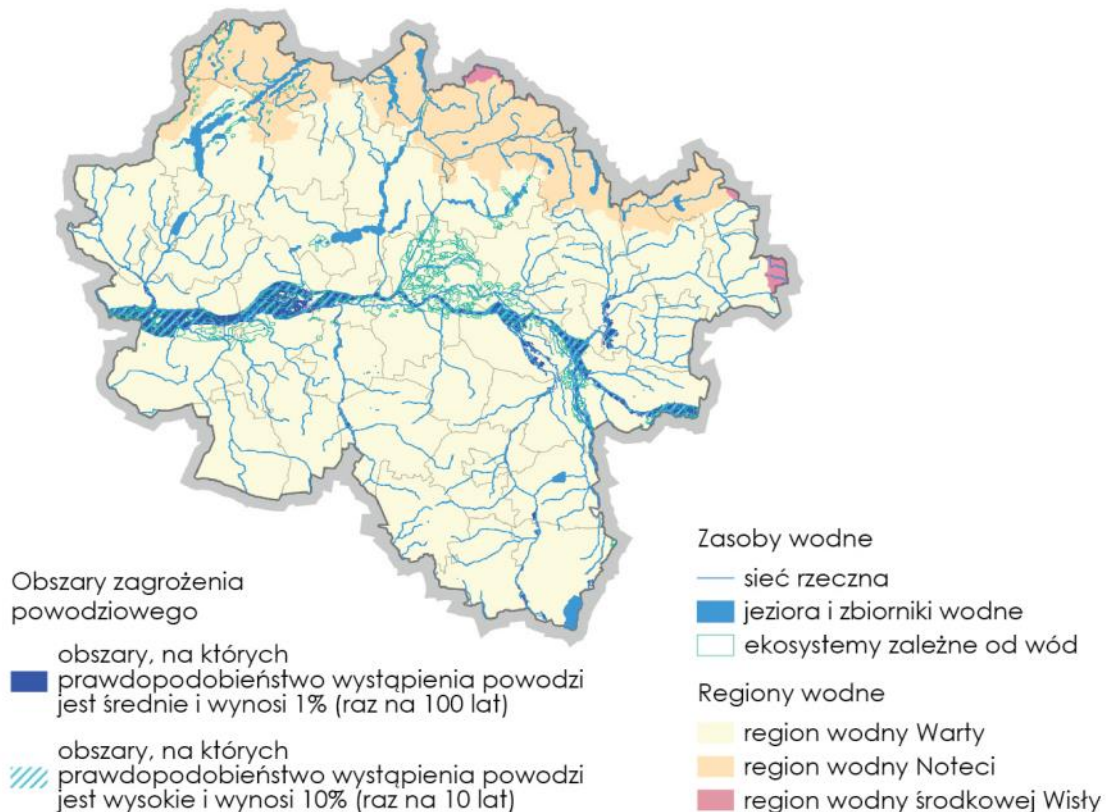 Obszary zagrożenia
powodziowego
obszary, na których
prawdopodobieństwo wystąpienia powodzi
jest średnie i wynosi 1% (raz na 100 lat)
obszary, na których
prawdopodobieństwo wystąpienia powodzi
jest wysokie i wynosi 10% (raz na 10 lat)
Zasoby wodne
sieć rzeczna
jeziora i zbiorniki wodne
ekosystemy zależne od wód
Regiony wodne
region wodny Warty
region wodny Noteci
region wodny środkowej Wisły